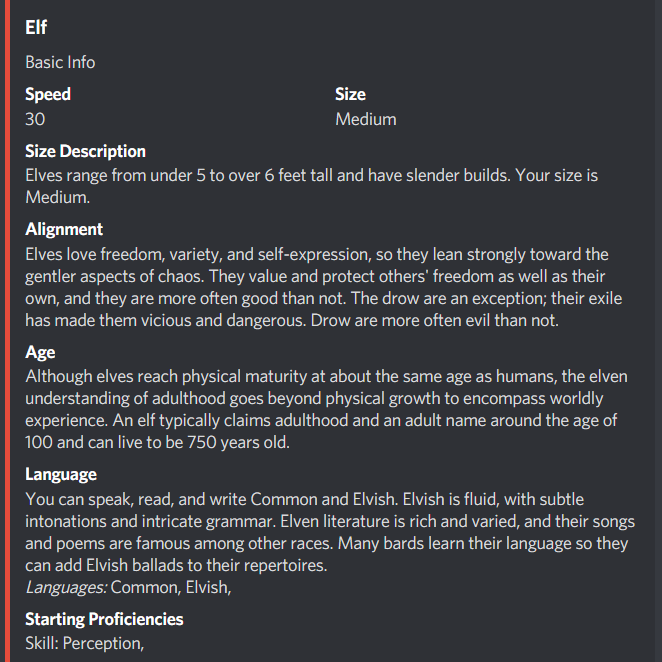 Elf
Basic Info
Speed
Size
30
Medium
Size Description
Elves range from under 5 to over 6 feet tall and have slender builds. Your size is
Medium.
Alignment
Elves love freedom, variety, and self-expression, so they lean strongly toward the
gentler aspects of chaos. They value and protect others' freedom as well as their
own, and they are more often good than not. The drow are an exception; their exile
has made them vicious and dangerous. Drow are more often evil than not.
Age
Although elves reach physical maturity at about the same age as humans, the elven
understanding of adulthood goes beyond physical growth to encompass worldly
experience. An elf typically claims adulthood and an adult name around the age of
100 and can live to be 750 years old.
Language
You can speak, read, and write Common and Elvish. Elvish is fluid, with subtle
intonations and intricate grammar. Elven literature is rich and varied, and their songs
and poems are famous among other races. Many bards learn their language so they
can add Elvish ballads to their repertoires.
Languages: Common, Elvish,
Starting Proficiencies
Skill: Perception,